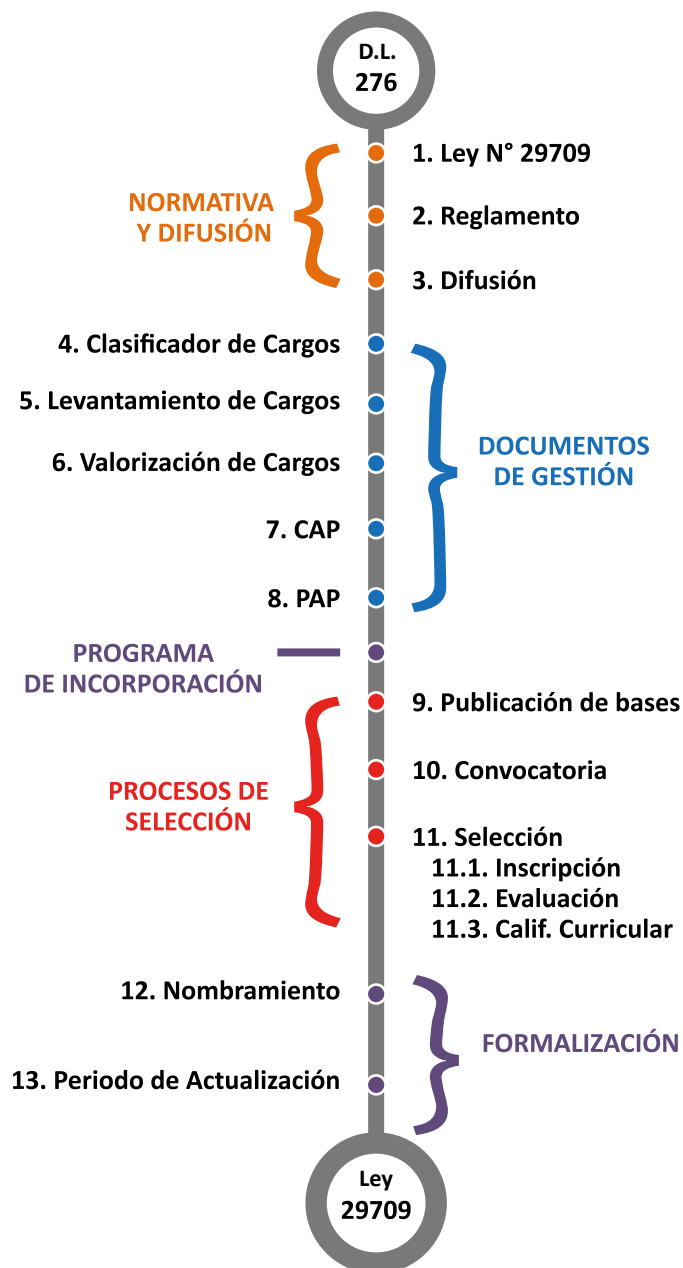 D.L.
276
1. Ley N° 29709
NORMATIVA
Y DIFUSIÓN
2. Reglamento
3. Difusión
4. Clasificador de Cargos
5. Levantamiento de Cargos
6. Valorización de Cargos
7. CAP
8. PAP
DOCUMENTOS
DE GESTIÓN
PROGRAMA
DE INCORPORACIÓN
9. Publicación de bases
10. Convocatoria
PROCESOS DE
SELECCIÓN
11. Selección
11.1. Inscripción
11.2. Evaluación
11.3. Calif. Curricular
12. Nombramiento
13. Periodo de Actualización
FORMALIZACIÓN
Ley
29709